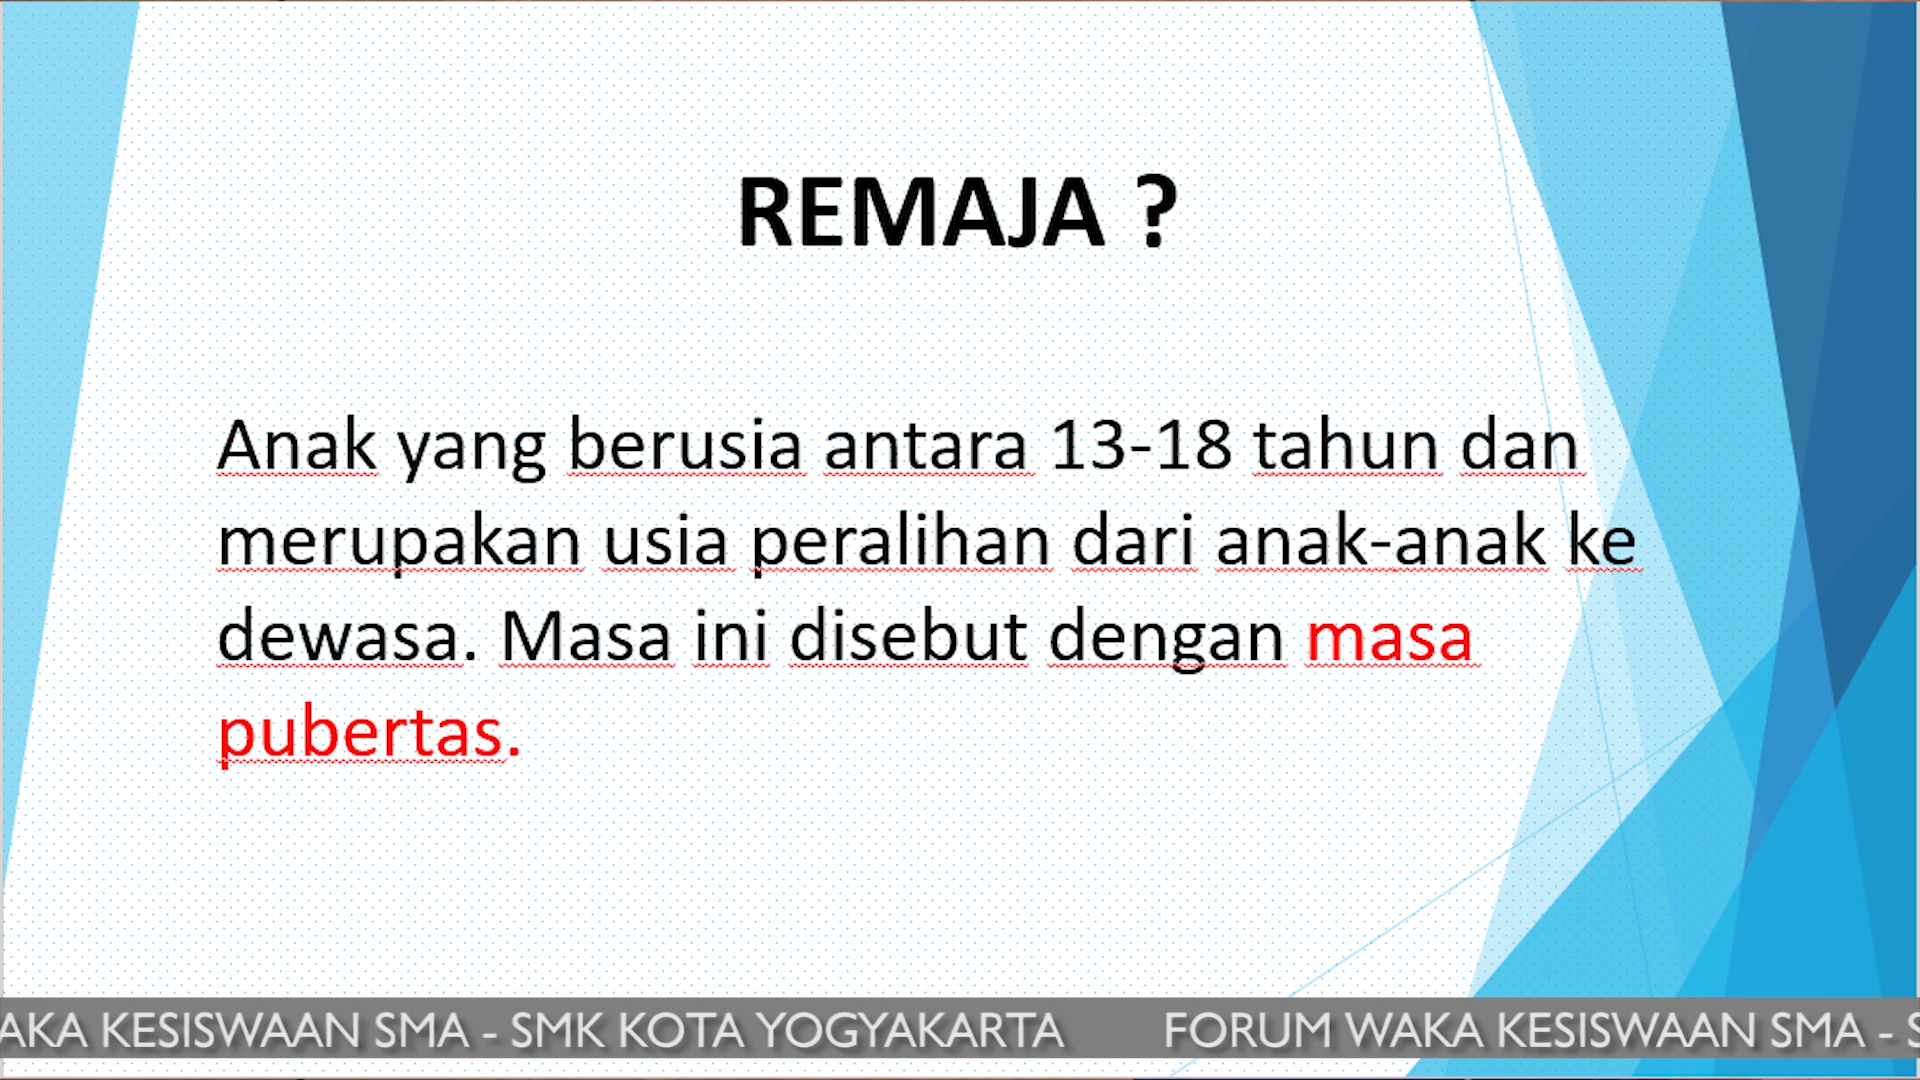 REMAJA ?
Anak yang berusia antara 13-18 tahun dan
merupakan usia peralihan dari anak-anak ke
dewasa. Masa ini disebut dengan masa
pubertas.
AKA KESISWAAN SMA - SMK KOTA YOGYAKARTA FORUM WAKA KESISWAAN SMA - S